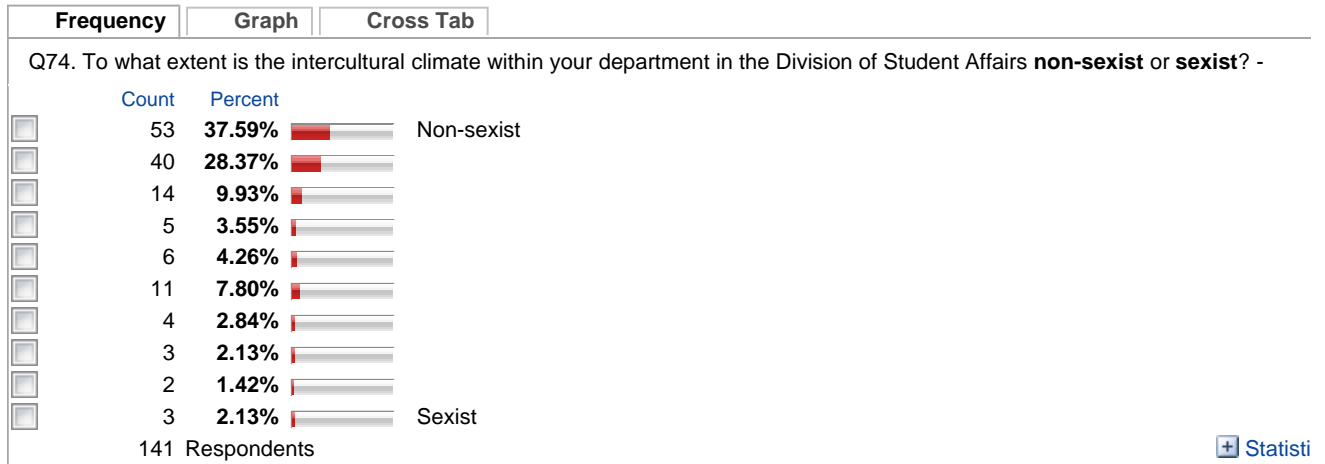 Frequency Graph Cross Tab
Q74. To what extent is the intercultural climate within your department in the Division of Student Affairs non-sexist or sexist? -
Count Percent
53 37.59% Non-sexist
40 28.37%
14 9.93%
5 3.55%
6 4.26%
11 7.80%
4 2.84%
3 2.13%
2 1.42%
3 2.13% Sexist
141 Respondents Statisti